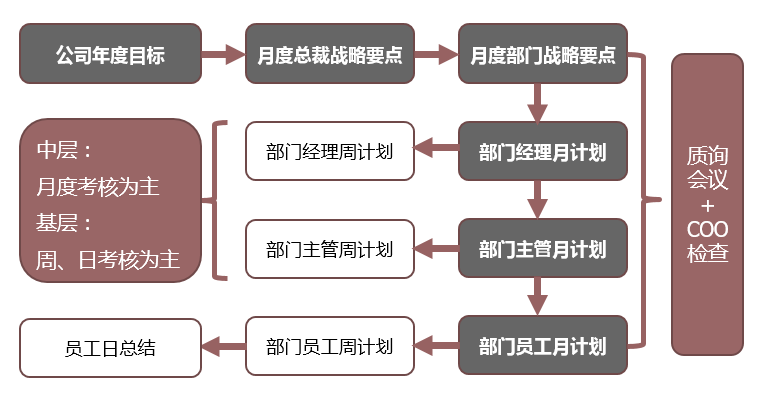 公司年度目标
月度总裁战略要点
月度部门战略要点
中层：
月度考核为主
基层：
周、日考核为主
部门经理周计划
部门经理月计划
部门主管周计划
部门主管月计划
员工日总结
部门员工周计划
部门员工月计划
质询
会议
+
COO
检查